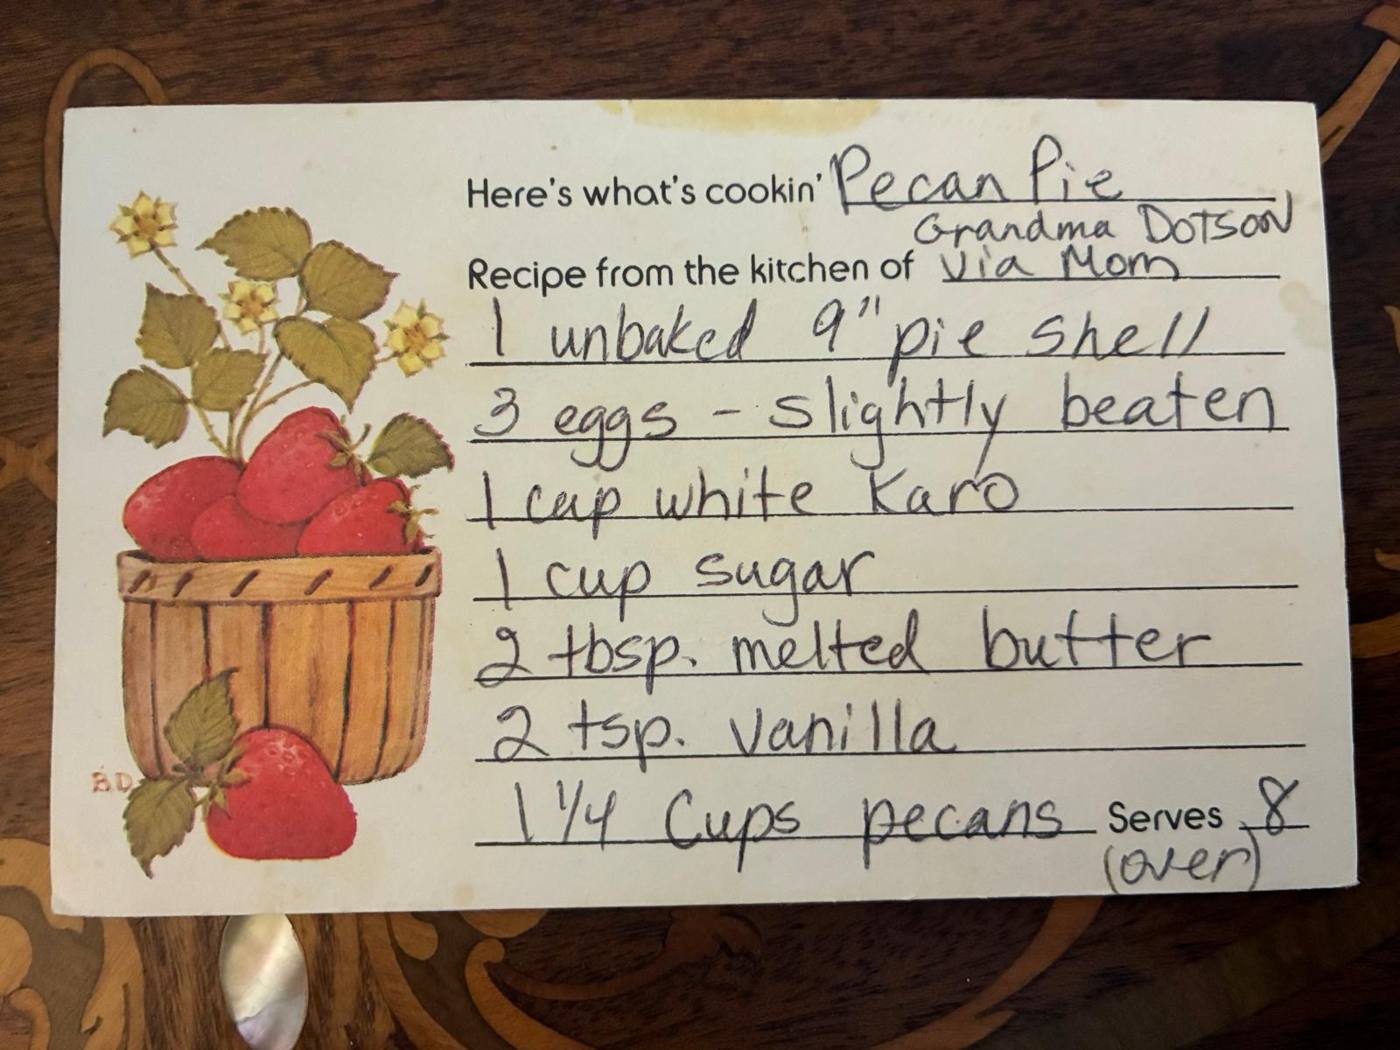 Here's what's cookin' Pecan Pie
Grandma DOTSON
Recipe from the kitchen of via Mom
1 unbaked 9" pie shell
3 eggs - slightly beaten
1 cup white Karo
1 cup sugar
2 tbsp. melted butter
2 tsp. vanilla
1 1/4 Cups pecans Serves 8
(over)
B.D.